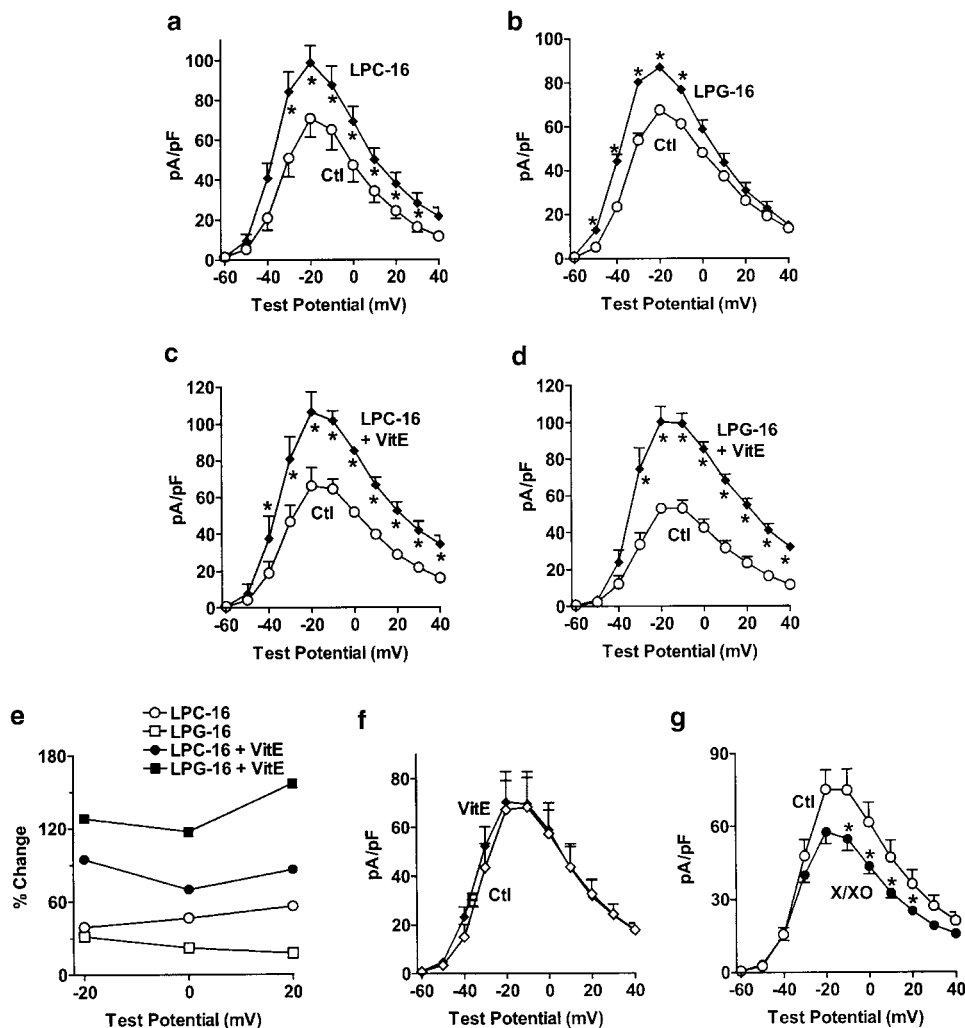 a
100
80
60
40
20
0
pA/pF
LPC-16
Ctl
* * * * * * * *
-60 -40 -20 0 20 40
Test Potential (mV)
b
100
80
60
40
20
0
pA/pF
LPG-16
Ctl
* * * * *
-60 -40 -20 0 20 40
Test Potential (mV)
c
120
100
80
60
40
20
0
pA/pF
LPC-16
+ VitE
Ctl
* * * * * * * * *
-60 -40 -20 0 20 40
Test Potential (mV)
d
120
100
80
60
40
20
0
pA/pF
LPG-16
+ VitE
Ctl
* * * * * * * *
-60 -40 -20 0 20 40
Test Potential (mV)
e
LPC-16
LPG-16
LPC-16 + VitE
LPG-16 + VitE
180
120
60
0
% Change
-20 0 20
Test Potential (mV)
f
80
60
40
20
0
pA/pF
VitE
Ctl
-60 -40 -20 0 20 40
Test Potential (mV)
g
90
60
30
0
pA/pF
Ctl
X/XO
* * * *
-60 -40 -20 0 20 40
Test Potential (mV)